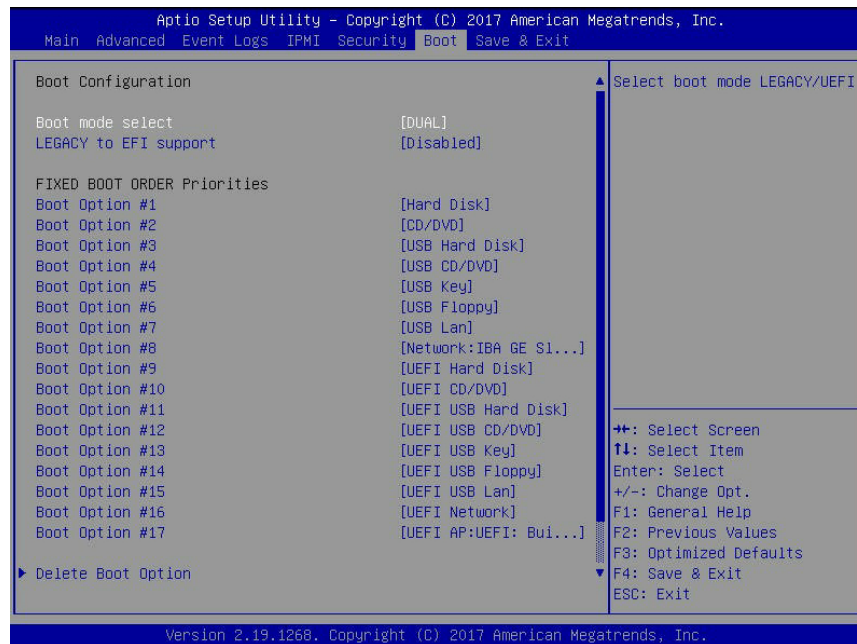 Aptio Setup Utility – Copyright (C) 2017 American Megatrends, Inc.
Main Advanced Event Logs IPMI Security Boot Save & Exit
Boot Configuration
Boot mode select [DUAL]
LEGACY to EFI support [Disabled]
FIXED BOOT ORDER Priorities
Boot Option #1 [Hard Disk]
Boot Option #2 [CD/DVD]
Boot Option #3 [USB Hard Disk]
Boot Option #4 [USB CD/DVD]
Boot Option #5 [USB Key]
Boot Option #6 [USB Floppy]
Boot Option #7 [USB Lan]
Boot Option #8 [Network:IBA GE Sl...]
Boot Option #9 [UEFI Hard Disk]
Boot Option #10 [UEFI CD/DVD]
Boot Option #11 [UEFI USB Hard Disk]
Boot Option #12 [UEFI USB CD/DVD]
Boot Option #13 [UEFI USB Key]
Boot Option #14 [UEFI USB Floppy]
Boot Option #15 [UEFI USB Lan]
Boot Option #16 [UEFI Network]
Boot Option #17 [UEFI AP:UEFI: Bui...]
Delete Boot Option
Select boot mode LEGACY/UEFI
→←: Select Screen
↑↓: Select Item
Enter: Select
+/-: Change Opt.
F1: General Help
F2: Previous Values
F3: Optimized Defaults
F4: Save & Exit
ESC: Exit
Version 2.19.1268. Copyright (C) 2017 American Megatrends, Inc.